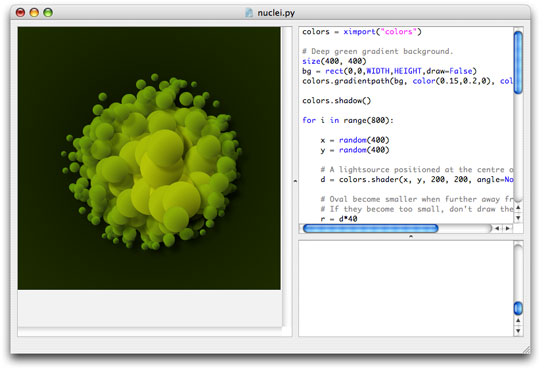 nuclei.py
colors = ximport("colors")
# Deep green gradient background.
size(400, 400)
bg = rect(0,0,WIDTH,HEIGHT,draw=False)
colors.gradientpath(bg, color(0.15,0.2,0), col
colors.shadow()
for i in range(800):
x = random(400)
y = random(400)
# A lightsource positioned at the centre o
d = colors.shader(x, y, 200, 200, angle=No
# Oval become smaller when further away fr
# If they become too small, don't draw the
r = d*40